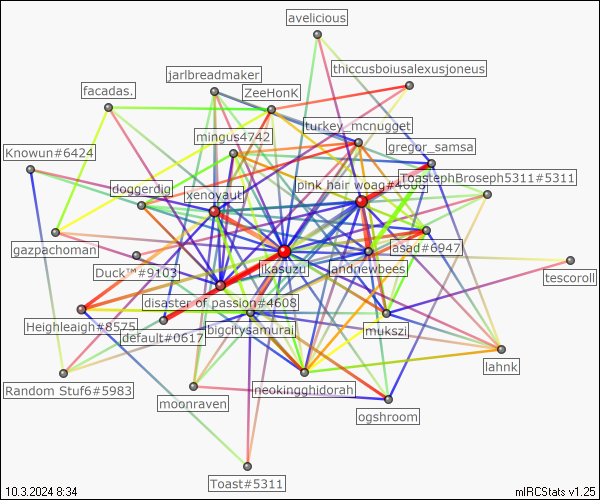 avelicious
thiccusboiusalexusjoneus
jarlbreadmaker
facadas.
ZeeHonK
turkey_mcnugget
mingus4742
gregor_samsa
Knowun#6424
ToastephBroseph5311#5311
pink hair woag#4608
doggerdig
xenoyaut
asad#6947
gazpachoman
ikasuzu
andnewbees
Duck™#9103
tescoroll
disaster of passion#4608
Heighleaigh#8575
bigcitysamurai
mukszi
default#0617
lahnk
Random Stuf6#5983
neokingghidorah
moonraven
ogshroom
Toast#5311
10.3.2024 8:34
mIRCStats v1.25